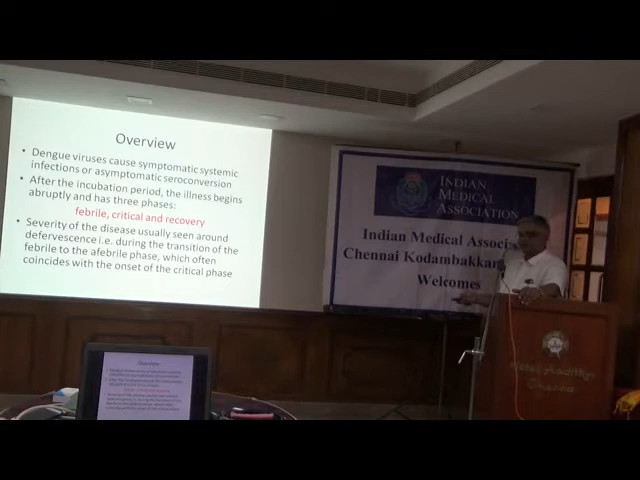 Overview
• Dengue viruses cause symptomatic systemic
infections or asymptomatic seroconversion
• After the incubation period, the illness begins
abruptly and has three phases:
febrile, critical and recovery
• Severity of the disease usually seen around
defervescence i.e. during the transition of the
febrile to the afebrile phase, which often
coincides with the onset of the critical phase
INDIAN
MEDICAL
ASSOCIATION
Indian Medical Associ
Chennai Kodambakkam
Welcomes
Overview
Chennai